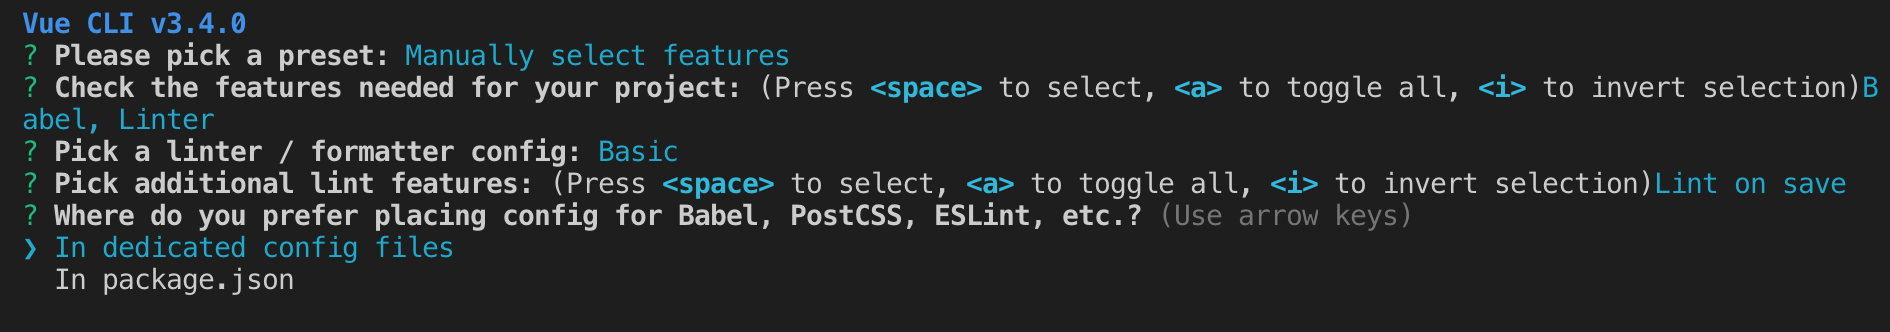 Vue CLI v3.4.0
? Please pick a preset: Manually select features
? Check the features needed for your project: (Press <space> to select, <a> to toggle all, <i> to invert selection)B
abel, Linter
? Pick a linter / formatter config: Basic
? Pick additional lint features: (Press <space> to select, <a> to toggle all, <i> to invert selection)Lint on save
? Where do you prefer placing config for Babel, PostCSS, ESLint, etc.? (Use arrow keys)
❯ In dedicated config files
  In package.json